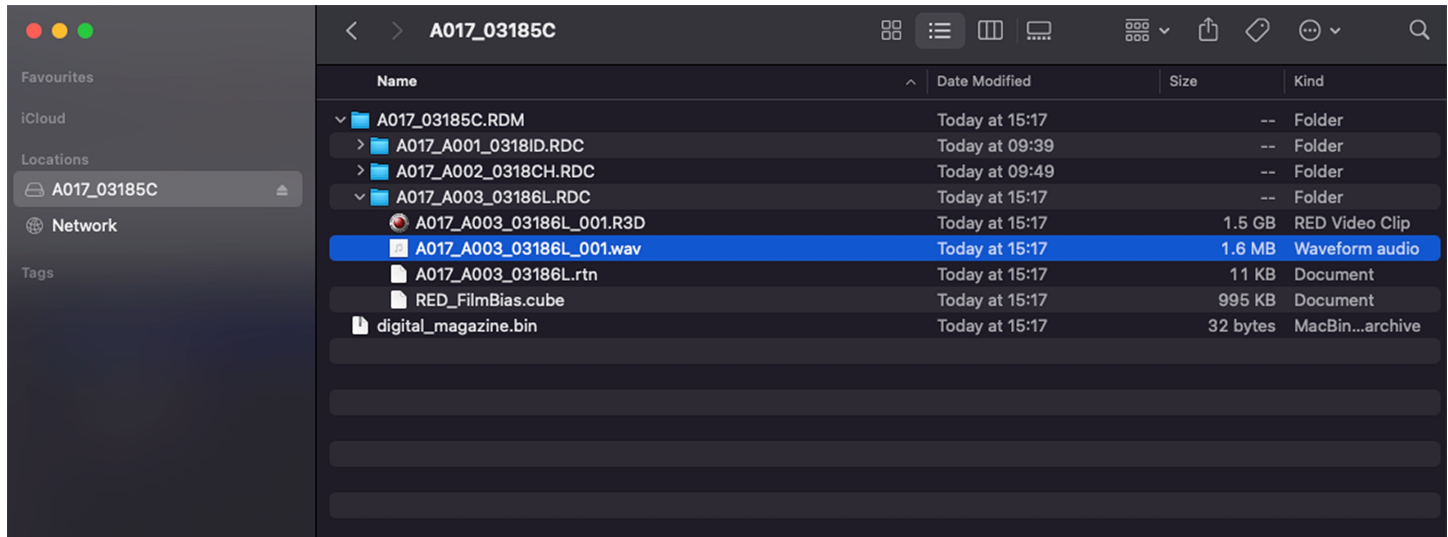 A017_03185C
Favourites
iCloud
Locations
A017_03185C
Network
Tags
Name Date Modified Size Kind
A017_03185C.RDM Today at 15:17 -- Folder
A017_A001_0318ID.RDC Today at 09:39 -- Folder
A017_A002_0318CH.RDC Today at 09:49 -- Folder
A017_A003_03186L.RDC Today at 15:17 -- Folder
A017_A003_03186L_001.R3D Today at 15:17 1.5 GB RED Video Clip
A017_A003_03186L_001.wav Today at 15:17 1.6 MB Waveform audio
A017_A003_03186L.rtn Today at 15:17 11 KB Document
RED_FilmBias.cube Today at 15:17 995 KB Document
digital_magazine.bin Today at 15:17 32 bytes MacBin...archive